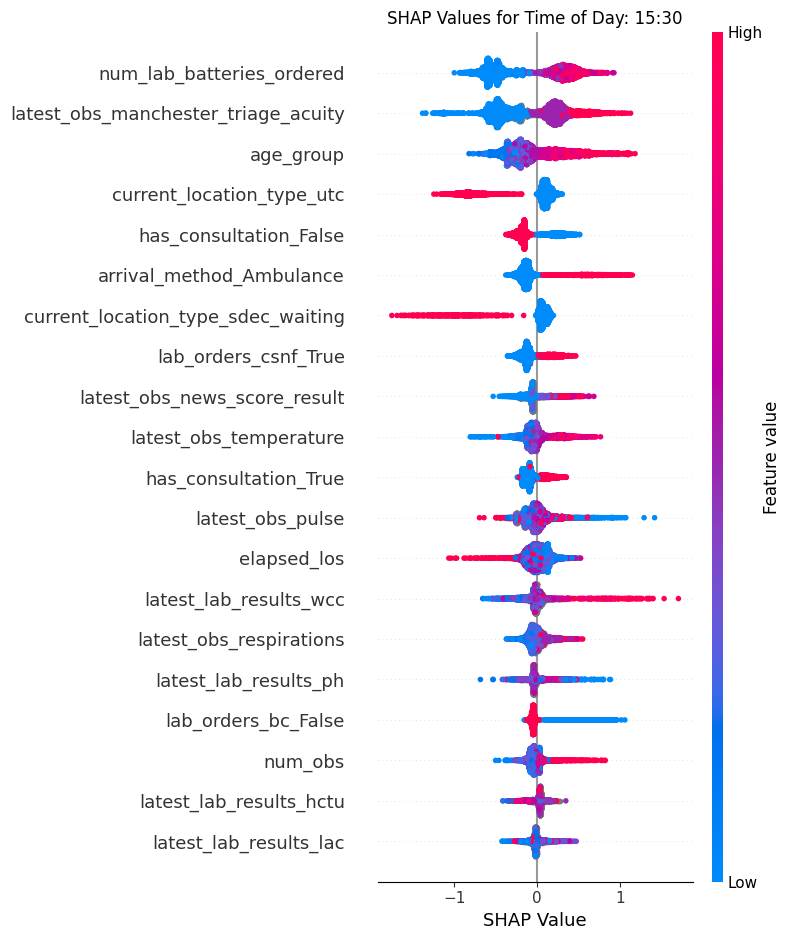 SHAP Values for Time of Day: 15:30
High
num_lab_batteries_ordered
latest_obs_manchester_triage_acuity
age_group
current_location_type_utc
has_consultation_False
arrival_method_Ambulance
current_location_type_sdec_waiting
lab_orders_csnf_True
latest_obs_news_score_result
latest_obs_temperature
has_consultation_True
latest_obs_pulse
elapsed_los
latest_lab_results_wcc
latest_obs_respirations
latest_lab_results_ph
lab_orders_bc_False
num_obs
latest_lab_results_hctu
latest_lab_results_lac
Feature value
Low
−1 0 1
SHAP Value